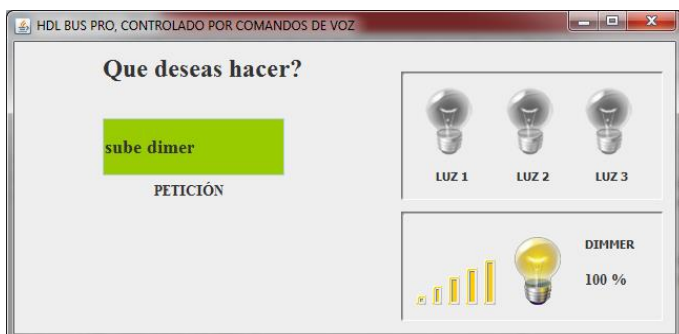 HDL BUS PRO, CONTROLADO POR COMANDOS DE VOZ
Que deseas hacer?
sube dimer
PETICIÓN
LUZ 1 LUZ 2 LUZ 3
DIMMER
100 %